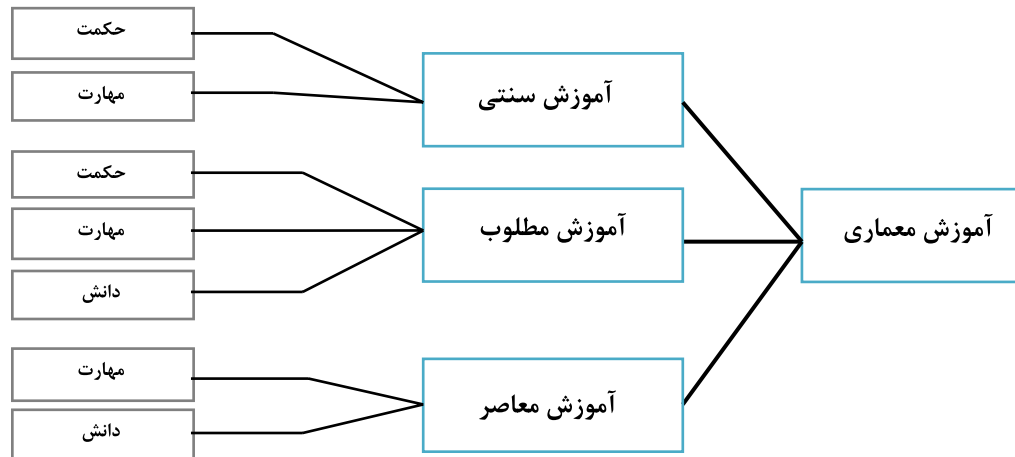 آموزش معماری
آموزش سنتی
حکمت
مهارت
آموزش مطلوب
حکمت
مهارت
دانش
آموزش معاصر
مهارت
دانش